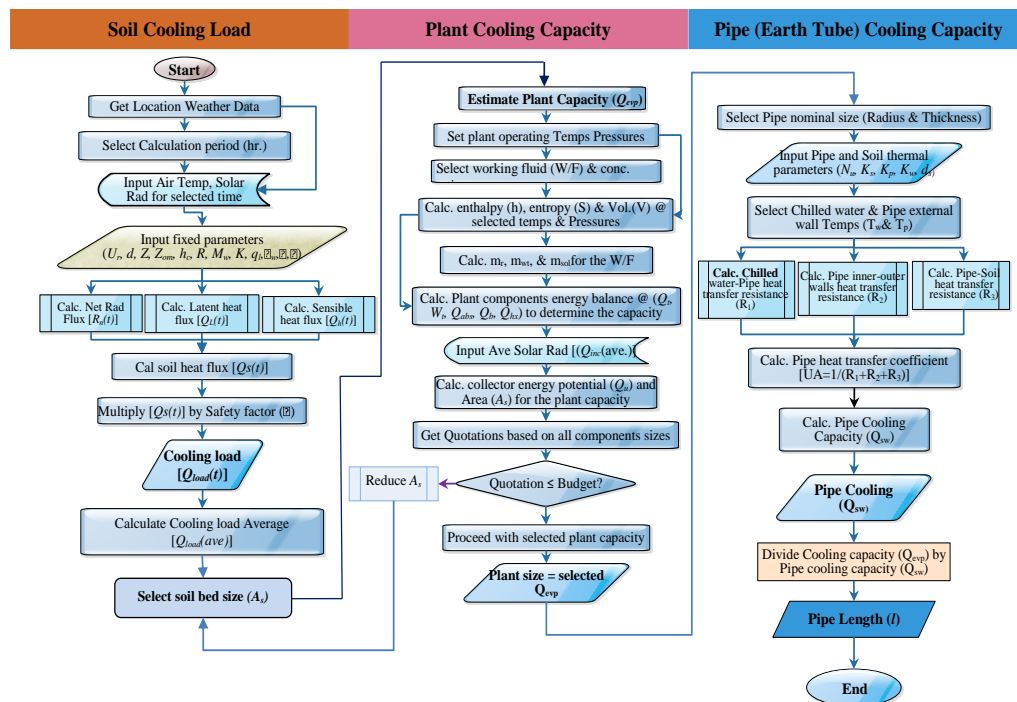 Soil Cooling Load
Plant Cooling Capacity
Pipe (Earth Tube) Cooling Capacity
Start
Get Location Weather Data
Select Calculation period (hr.)
Input Air Temp, Solar
Rad for selected time
Input fixed parameters
(Ur, d, Z, Zom, hc, R, Mw, K, ql,
Calc. Net Rad
Flux [Rn(t)]
Calc. Latent heat
flux [QL(t)]
Calc. Sensible
heat flux [Qh(t)]
Cal soil heat flux [Qs(t)]
Multiply [Qs(t)] by Safety factor
Cooling load
[Qload(t)]
Calculate Cooling load Average
[Qload(ave)]
Select soil bed size (As)
Estimate Plant Capacity (Qevp)
Set plant operating Temps Pressures
Select working fluid (W/F) & conc.
Calc. enthalpy (h), entropy (S) & Vol.(V) @
selected temps & Pressures
Calc. mr, mwt, & msol for the W/F
Calc. Plant components energy balance @ (Qr,
Wt, Qabs, Qb, Qhx) to determine the capacity
Input Ave Solar Rad [(Qinc(ave.)]
Calc. collector energy potential (Qu) and
Area (As) for the plant capacity
Get Quotations based on all components sizes
Reduce As
Quotation ≤ Budget?
Proceed with selected plant capacity
Plant size = selected
Qevp
Select Pipe nominal size (Radius & Thickness)
Input Pipe and Soil thermal
parameters (Nu, Ks, Kp, Kw, ds)
Select Chilled water & Pipe external
wall Temps (Tw& Tp)
Calc. Chilled
water-Pipe heat
transfer resistance
(R1)
Calc. Pipe inner-outer
walls heat transfer
resistance (R2)
Calc. Pipe-Soil
heat transfer
resistance (R3)
Calc. Pipe heat transfer coefficient
[UA=1/(R1+R2+R3)]
Calc. Pipe Cooling
Capacity (Qsw)
Pipe Cooling
(Qsw)
Divide Cooling capacity (Qevp) by
Pipe cooling capacity (Qsw)
Pipe Length (l)
End